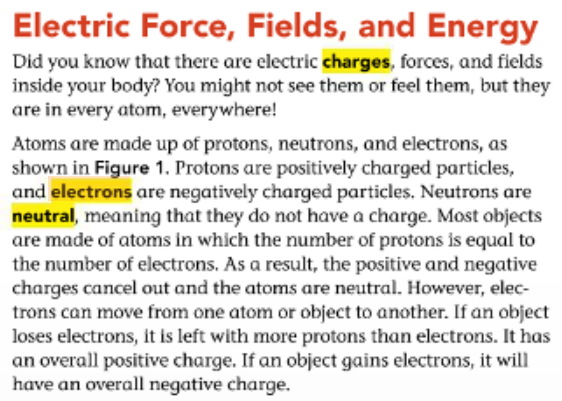 Electric Force, Fields, and Energy
Did you know that there are electric charges, forces, and fields
inside your body? You might not see them or feel them, but they
are in every atom, everywhere!
Atoms are made up of protons, neutrons, and electrons, as
shown in Figure 1. Protons are positively charged particles,
and electrons are negatively charged particles. Neutrons are
neutral, meaning that they do not have a charge. Most objects
are made of atoms in which the number of protons is equal to
the number of electrons. As a result, the positive and negative
charges cancel out and the atoms are neutral. However, elec-
trons can move from one atom or object to another. If an object
loses electrons, it is left with more protons than electrons. It has
an overall positive charge. If an object gains electrons, it will
have an overall negative charge.